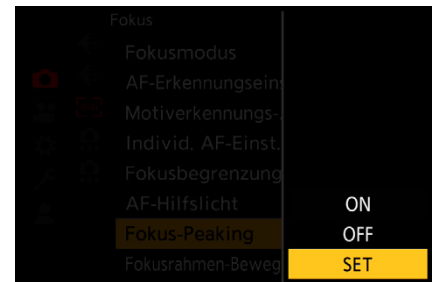 Fokus
Fokusmodus
AF-Erkennungsein
Motiverkennungs-
Individ. AF-Einst.
Fokusbegrenzung
AF-Hilfslicht
Fokus-Peaking
Fokusrahmen-Beweg
ON
OFF
SET